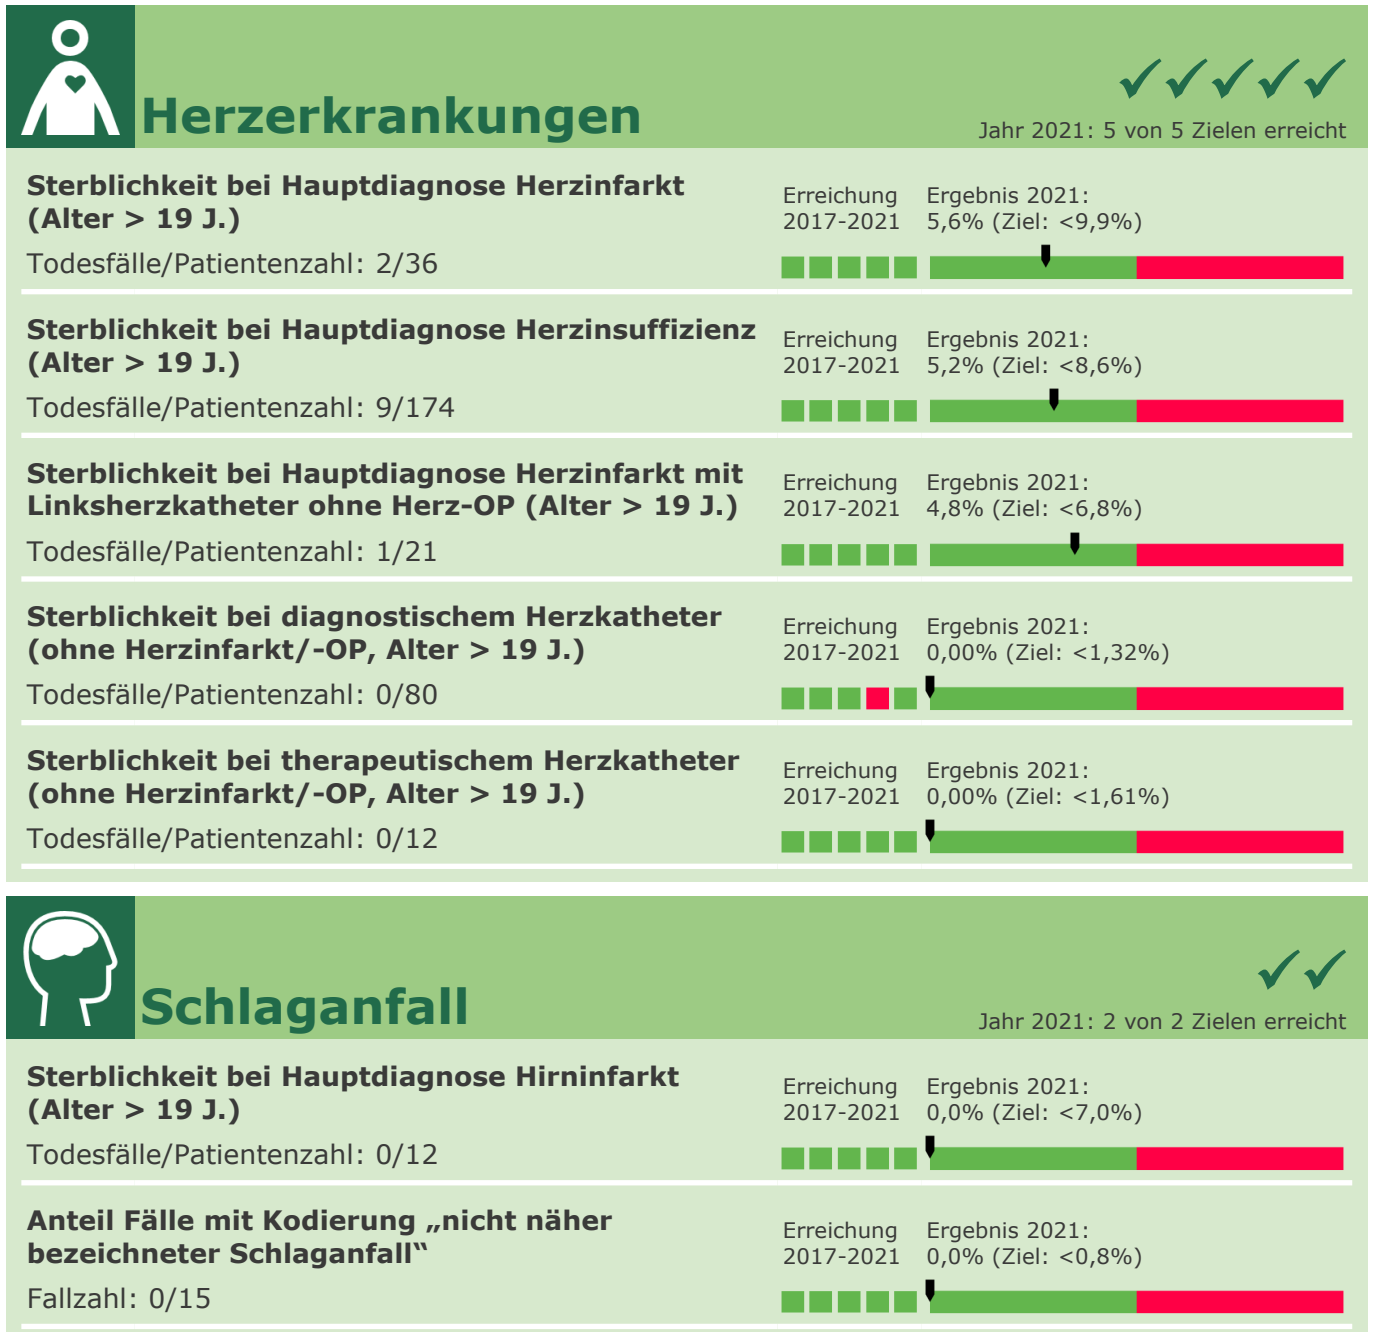 Herzerkrankungen
Jahr 2021: 5 von 5 Zielen erreicht
Sterblichkeit bei Hauptdiagnose Herzinfarkt
(Alter > 19 J.)
Todesfälle/Patientenzahl: 2/36
Erreichung
2017-2021
Ergebnis 2021:
5,6% (Ziel: <9,9%)
Sterblichkeit bei Hauptdiagnose Herzinsuffizienz
(Alter > 19 J.)
Todesfälle/Patientenzahl: 9/174
Erreichung
2017-2021
Ergebnis 2021:
5,2% (Ziel: <8,6%)
Sterblichkeit bei Hauptdiagnose Herzinfarkt mit
Linksherzkatheter ohne Herz-OP (Alter > 19 J.)
Todesfälle/Patientenzahl: 1/21
Erreichung
2017-2021
Ergebnis 2021:
4,8% (Ziel: <6,8%)
Sterblichkeit bei diagnostischem Herzkatheter
(ohne Herzinfarkt/-OP, Alter > 19 J.)
Todesfälle/Patientenzahl: 0/80
Erreichung
2017-2021
Ergebnis 2021:
0,00% (Ziel: <1,32%)
Sterblichkeit bei therapeutischem Herzkatheter
(ohne Herzinfarkt/-OP, Alter > 19 J.)
Todesfälle/Patientenzahl: 0/12
Erreichung
2017-2021
Ergebnis 2021:
0,00% (Ziel: <1,61%)
Schlaganfall
Jahr 2021: 2 von 2 Zielen erreicht
Sterblichkeit bei Hauptdiagnose Hirninfarkt
(Alter > 19 J.)
Todesfälle/Patientenzahl: 0/12
Erreichung
2017-2021
Ergebnis 2021:
0,0% (Ziel: <7,0%)
Anteil Fälle mit Kodierung „nicht näher
bezeichneter Schlaganfall“
Fallzahl: 0/15
Erreichung
2017-2021
Ergebnis 2021:
0,0% (Ziel: <0,8%)